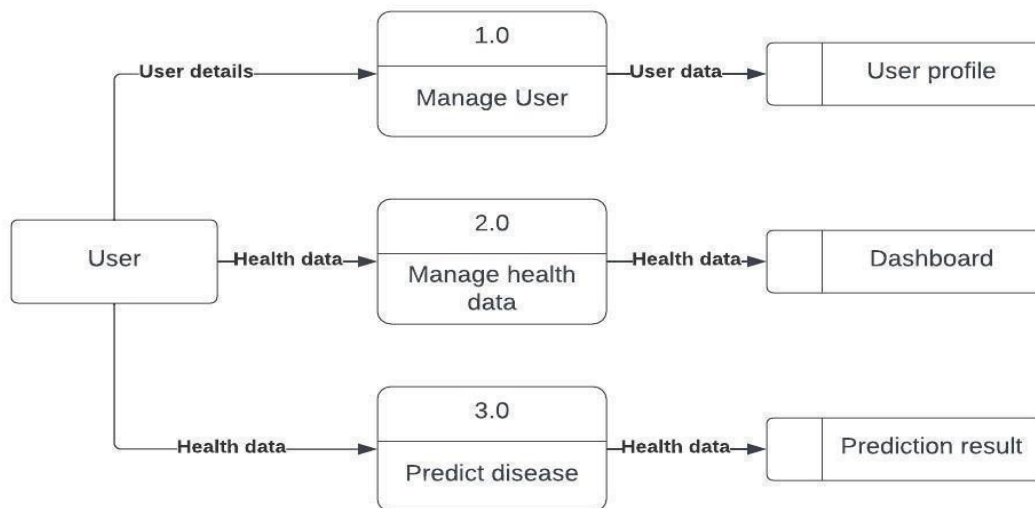 1.0
User details
Manage User
User data
User profile
User
Health data
2.0
Manage health
data
Health data
Dashboard
Health data
3.0
Predict disease
Health data
Prediction result